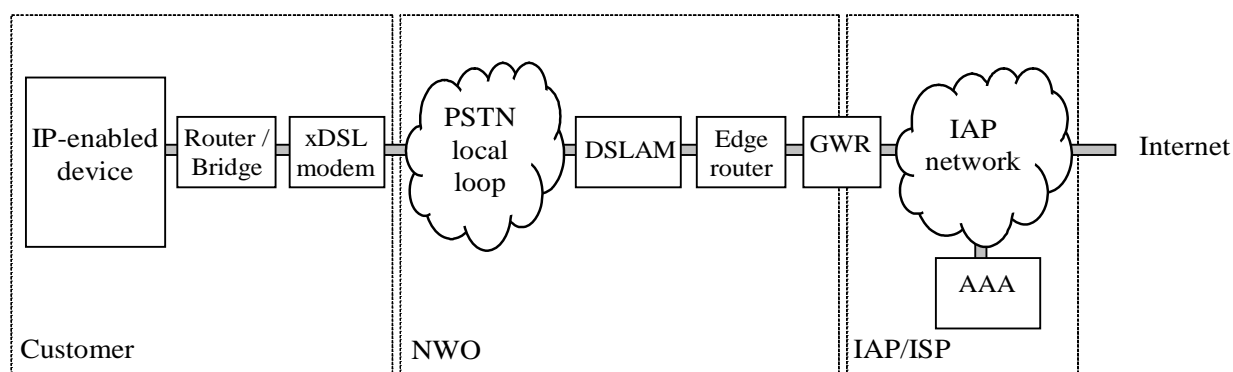 IP-enabled
device
Router /
Bridge
xDSL
modem
PSTN
local
loop
DSLAM
Edge
router
GWR
IAP
network
Internet
AAA
Customer
NWO
IAP/ISP